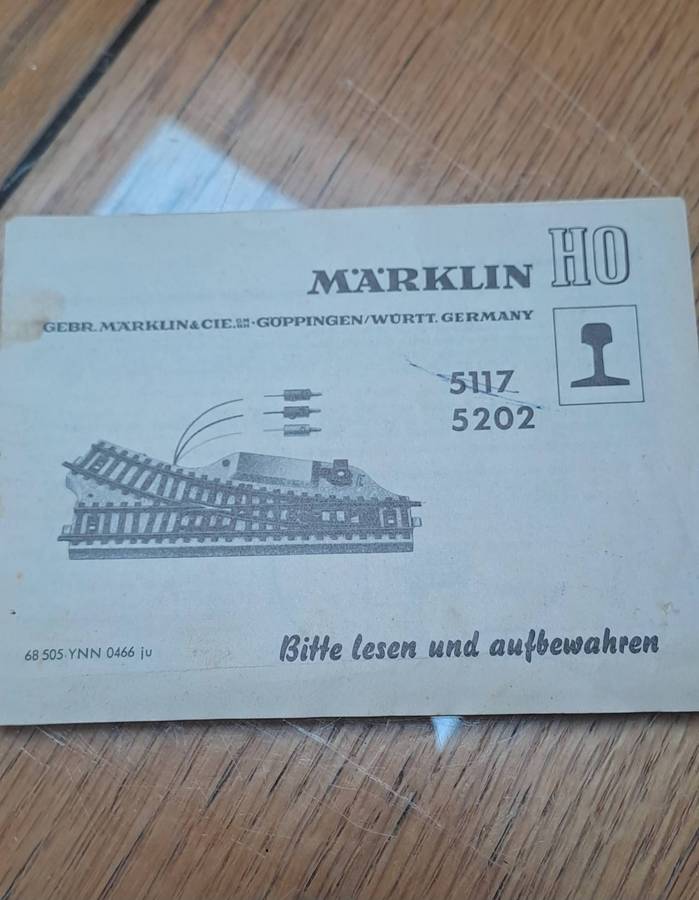 MÄRKLIN HO
GEBR. MÄRKLIN & CIE. GMBH · GÖPPINGEN/WÜRTT. GERMANY
5117
5202
68 505 YNN 0466 ju
Bitte lesen und aufbewahren